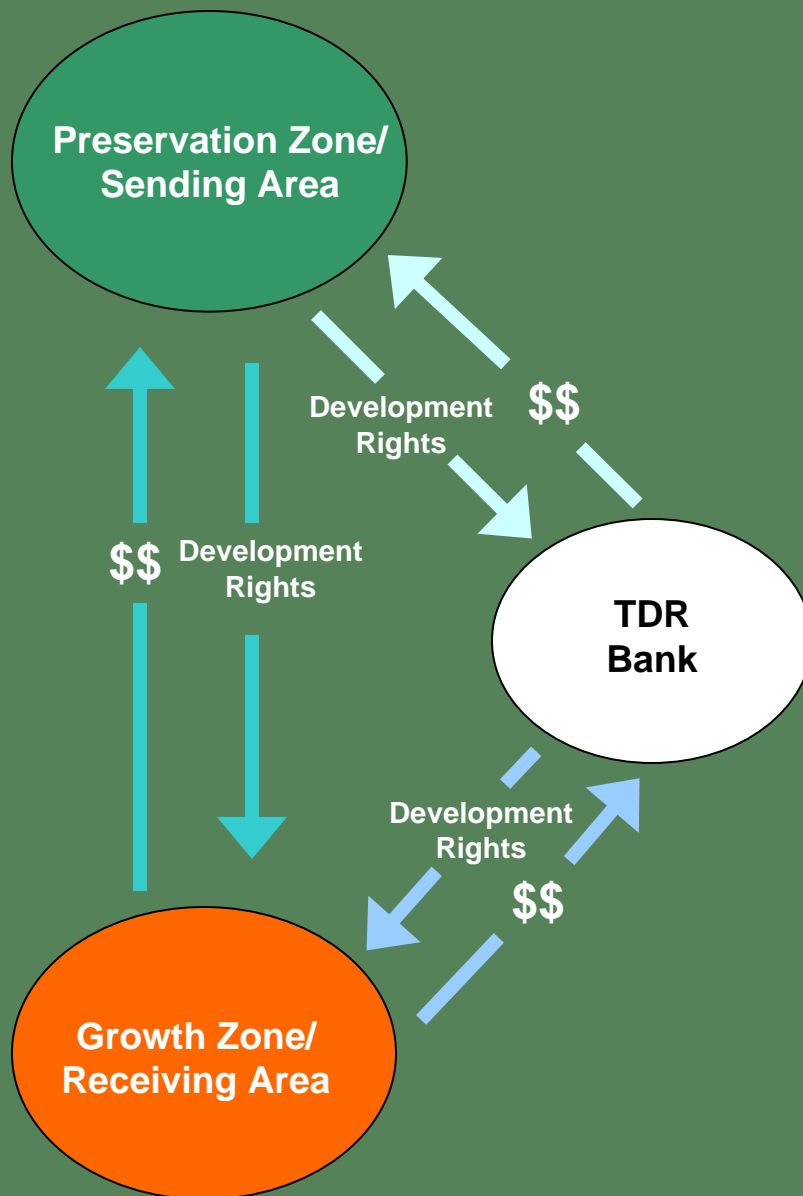 Preservation Zone/
Sending Area
Development
Rights
$$
$$
Development
Rights
TDR
Bank
Development
Rights
$$
Growth Zone/
Receiving Area